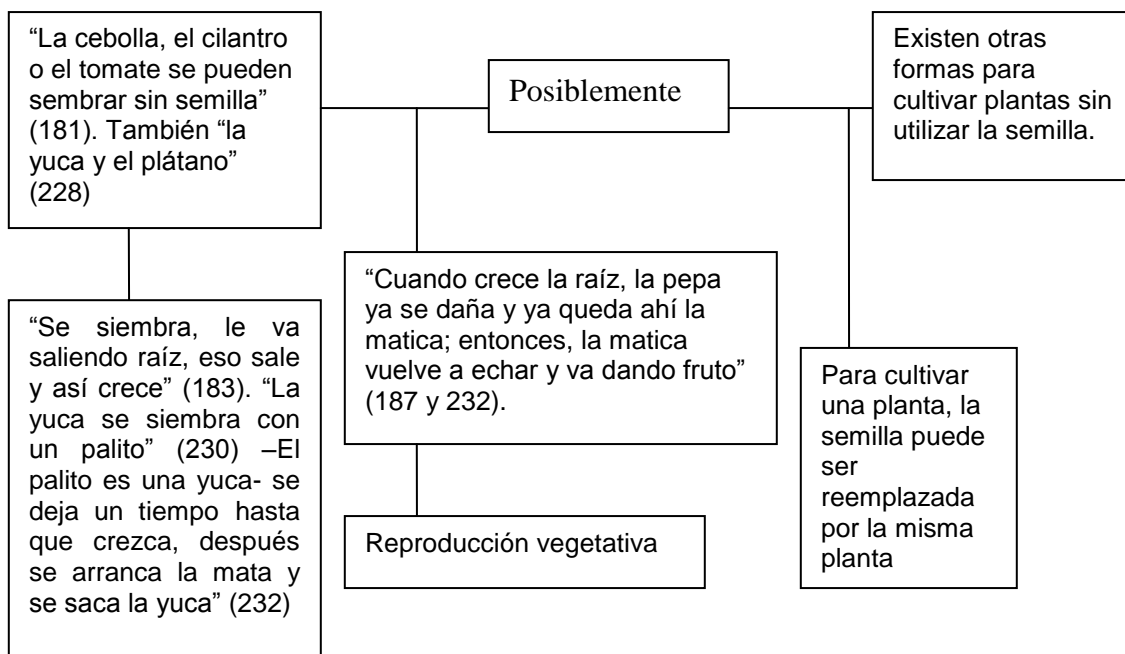 “La cebolla, el cilantro
o el tomate se pueden
sembrar sin semilla”
(181). También “la
yuca y el plátano”
(228)
Posiblemente
Existen otras
formas para
cultivar plantas sin
utilizar la semilla.
“Se siembra, le va
saliendo raíz, eso sale
y así crece” (183). “La
yuca se siembra con
un palito” (230) –El
palito es una yuca- se
deja un tiempo hasta
que crezca, después
se arranca la mata y
se saca la yuca” (232)
“Cuando crece la raíz, la pepa
ya se daña y ya queda ahí la
matica; entonces, la matica
vuelve a echar y va dando fruto”
(187 y 232).
Reproducción vegetativa
Para cultivar
una planta, la
semilla puede
ser
reemplazada
por la misma
planta